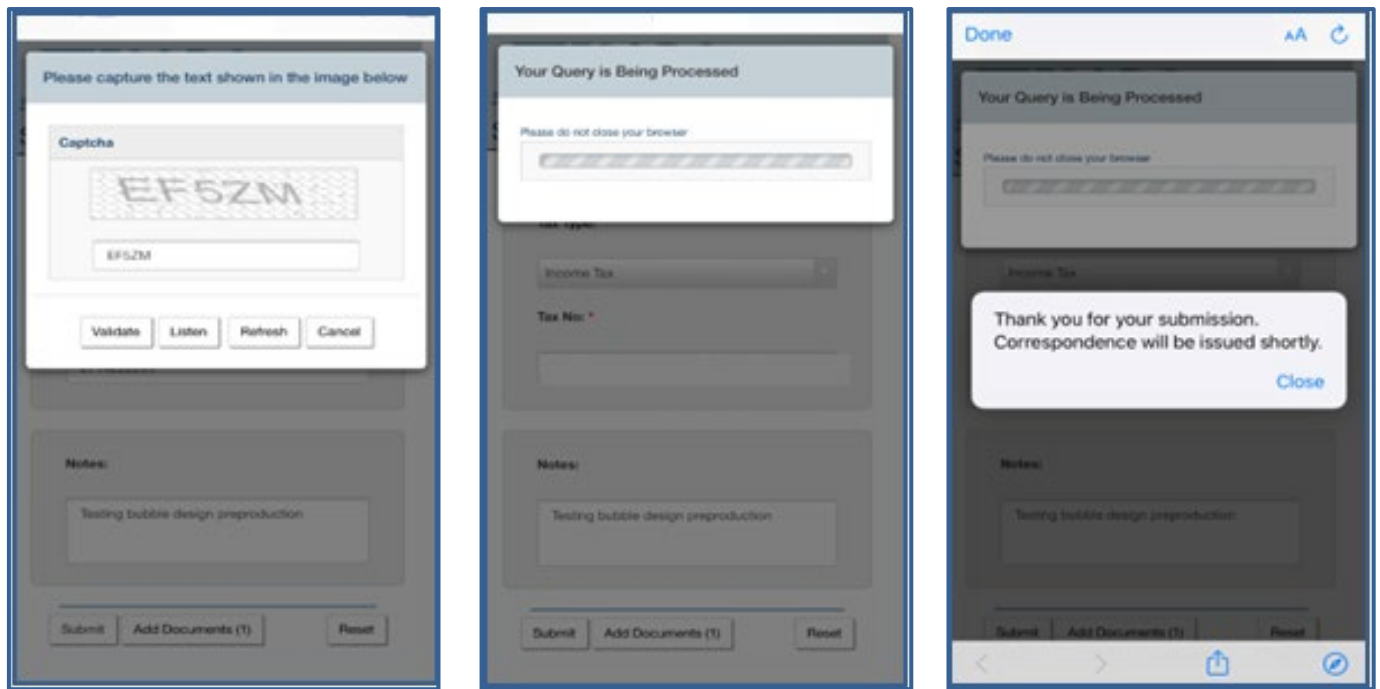 Please capture the text shown in the image below
Captcha
EF5ZM
EF5ZM
Validate Listen Refresh Cancel
Notes:
Testing bubble design preproduction
Submit Add Documents (1) Reset
Your Query is Being Processed
Please do not close your browser
Tax Type:
Income Tax
Tax No: *
Notes:
Testing bubble design preproduction
Submit Add Documents (1) Reset
Done AA
Your Query is Being Processed
Please do not close your browser
Income Tax
Thank you for your submission.
Correspondence will be issued shortly.
Close
Notes:
Testing bubble design preproduction
Submit Add Documents (1) Reset